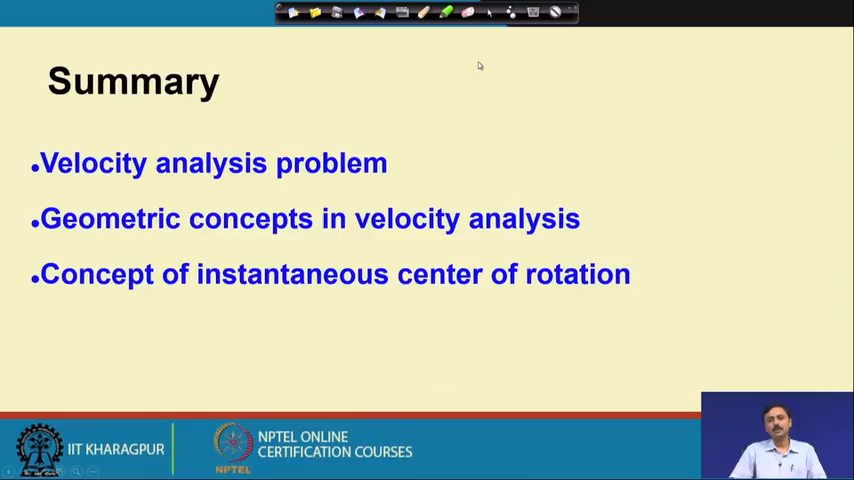 Summary
Velocity analysis problem
Geometric concepts in velocity analysis
Concept of instantaneous center of rotation
IIT KHARAGPUR
NPTEL ONLINE
CERTIFICATION COURSES
NPTEL